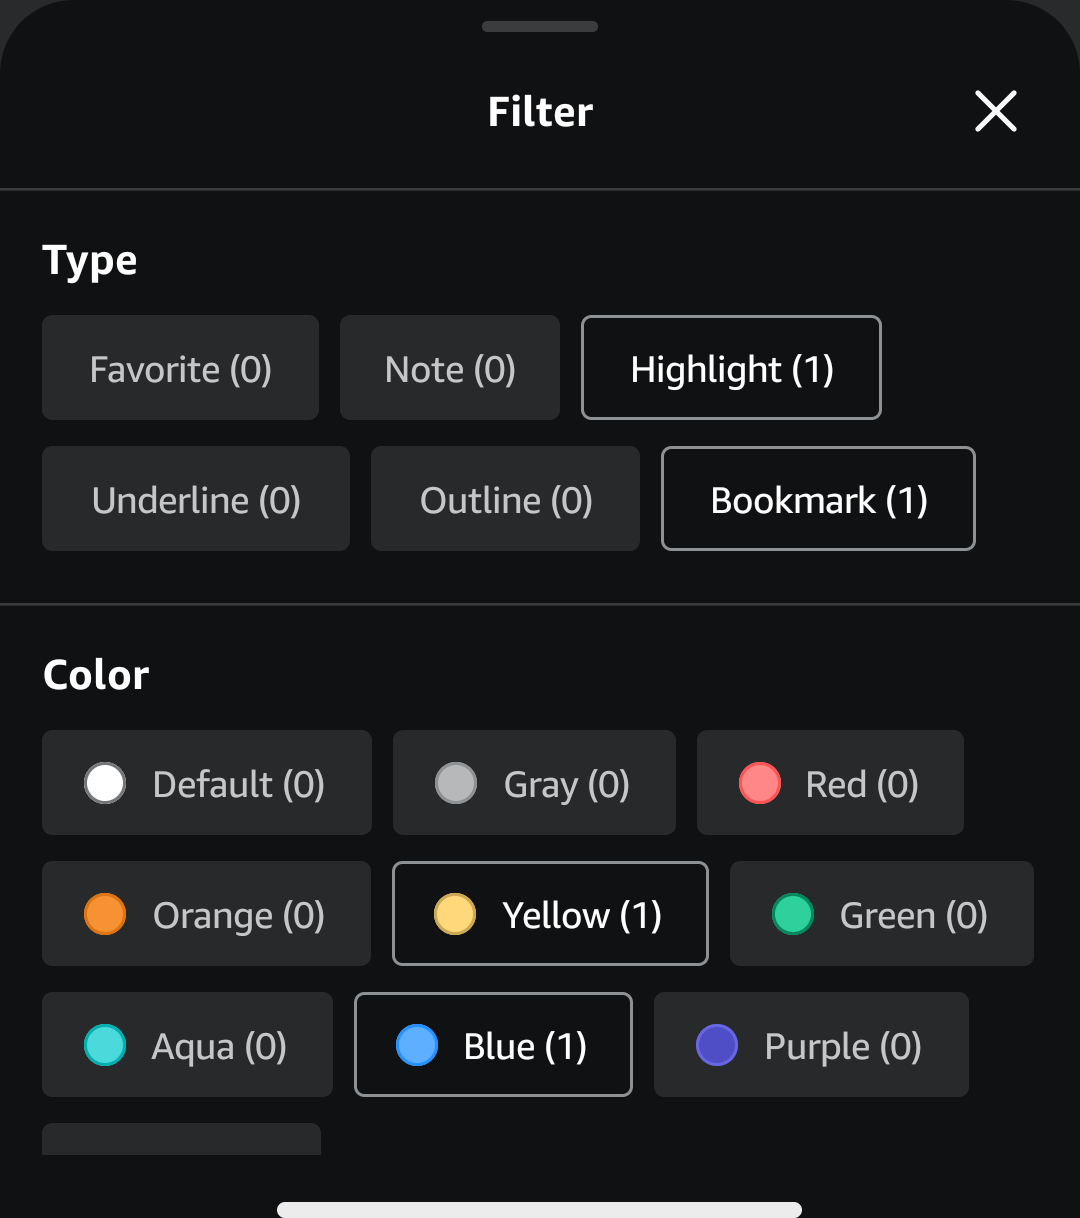 Filter
Type
Favorite (0) Note (0) Highlight (1)
Underline (0) Outline (0) Bookmark (1)
Color
Default (0) Gray (0) Red (0)
Orange (0) Yellow (1) Green (0)
Aqua (0) Blue (1) Purple (0)